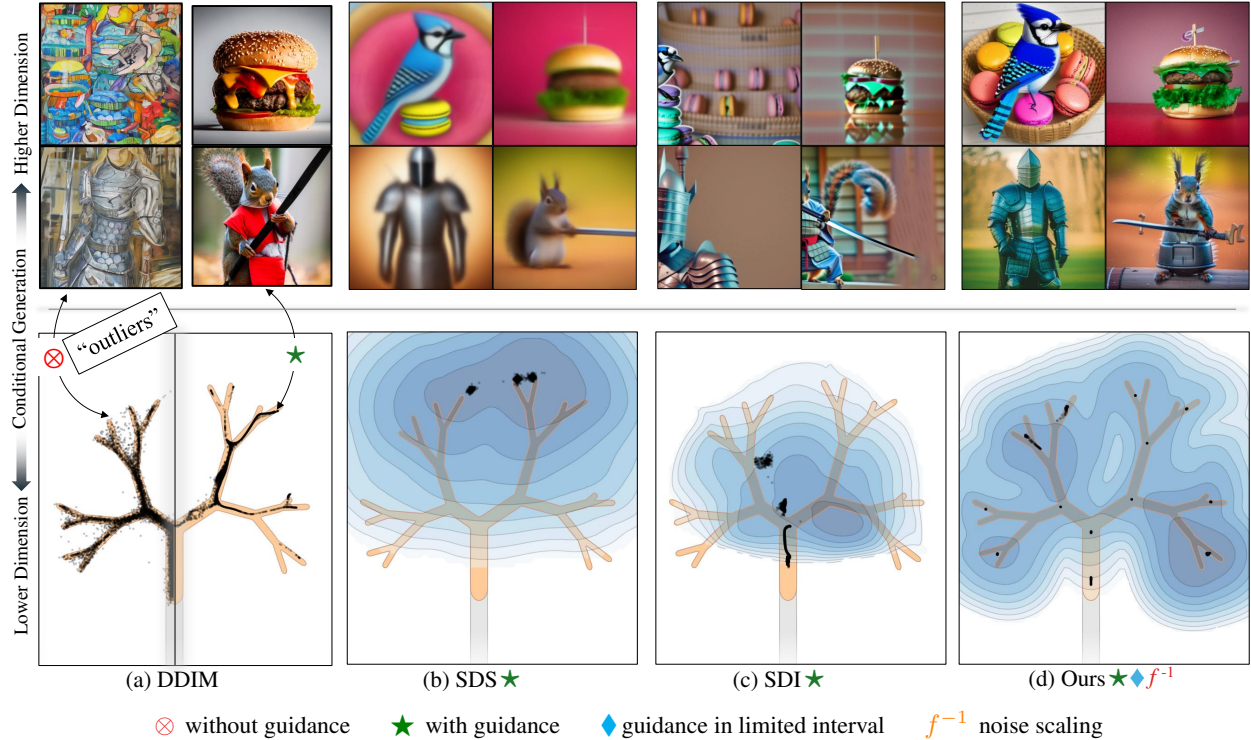 Higher Dimension
Conditional Generation
Lower Dimension
"outliers"
(a) DDIM
(b) SDS ★
(c) SDI ★
(d) Ours ★ ♦ f⁻¹
⊗ without guidance
★ with guidance
♦ guidance in limited interval
f⁻¹ noise scaling